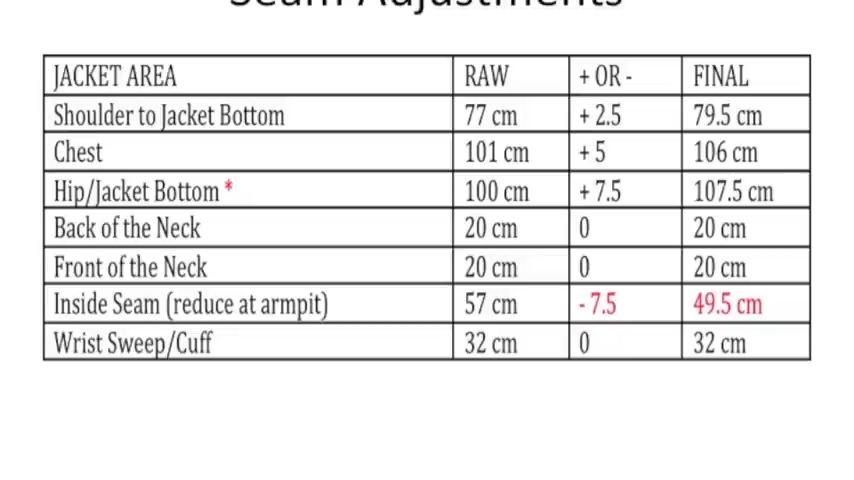 Seam Adjustments
JACKET AREA RAW + OR - FINAL
Shoulder to Jacket Bottom 77 cm + 2.5 79.5 cm
Chest 101 cm + 5 106 cm
Hip/Jacket Bottom * 100 cm + 7.5 107.5 cm
Back of the Neck 20 cm 0 20 cm
Front of the Neck 20 cm 0 20 cm
Inside Seam (reduce at armpit) 57 cm - 7.5 49.5 cm
Wrist Sweep/Cuff 32 cm 0 32 cm